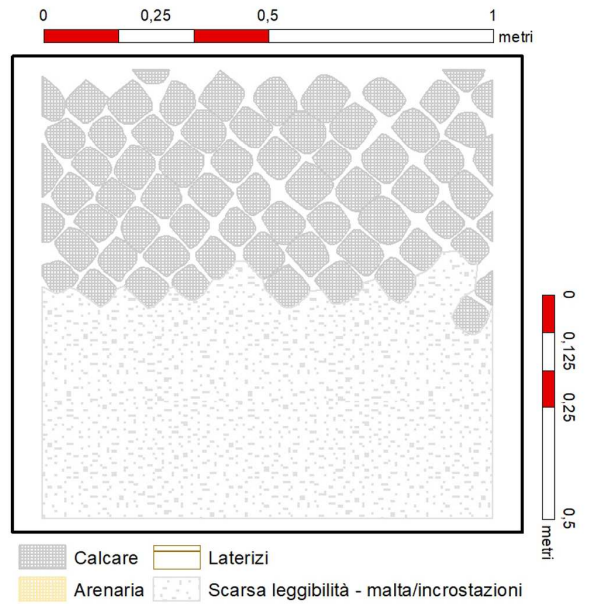 0 0,25 0,5 1
metri
0
0,125
0,25
0,5
metri
Calcare Laterizi
Arenaria Scarsa leggibilità - malta/incrostazioni